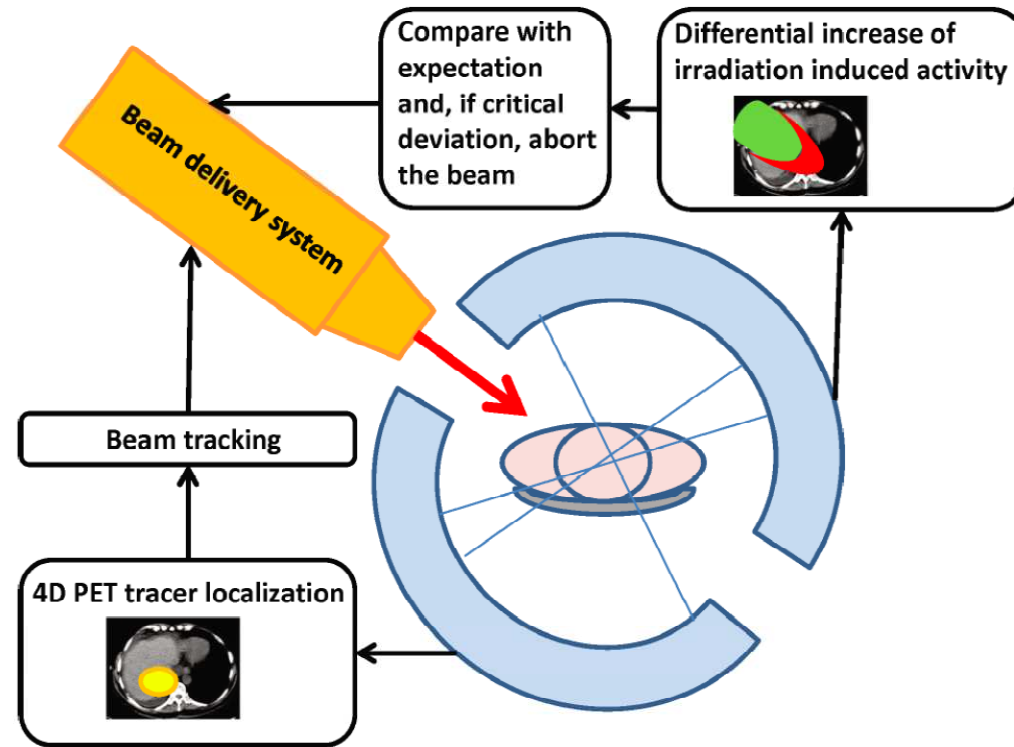 Compare with
expectation
and, if critical
deviation, abort
the beam
Differential increase of
irradiation induced activity
Beam delivery system
Beam tracking
4D PET tracer localization